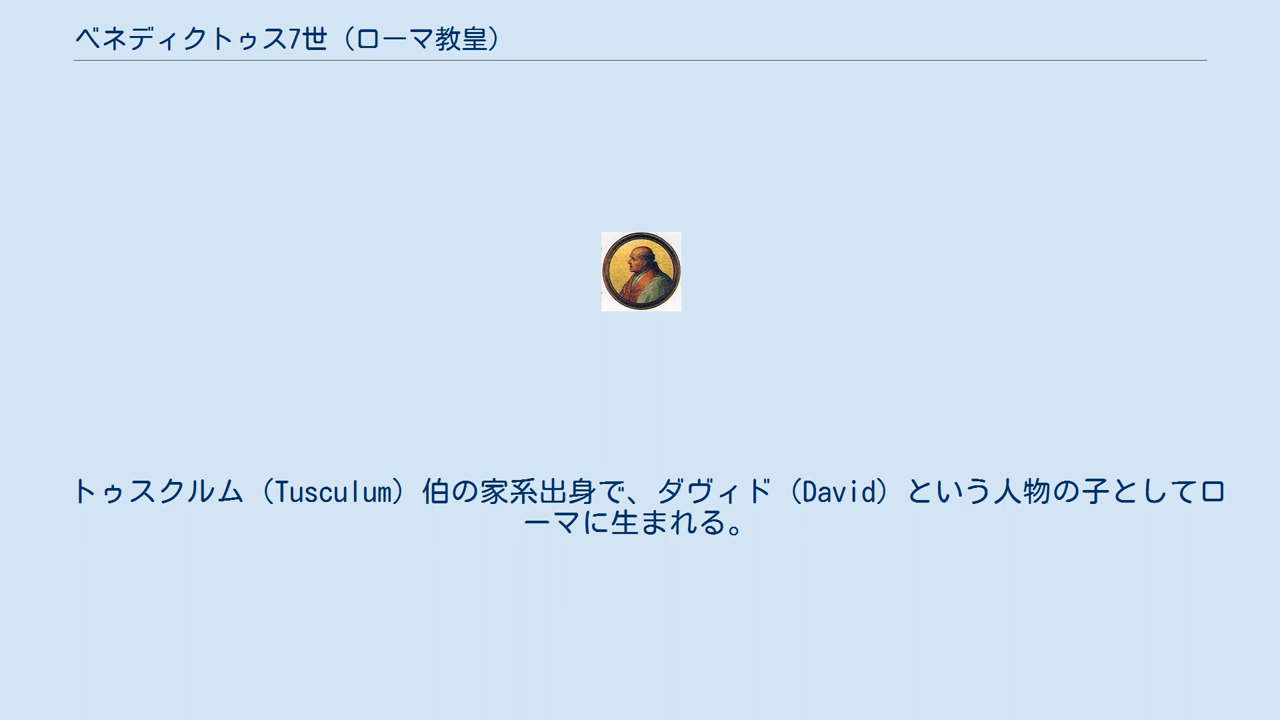 ベネディクトゥス7世（ローマ教皇）
トゥスクルム（Tusculum）伯の家系出身で、ダヴィド（David）という人物の子としてロ
ーマに生まれる。